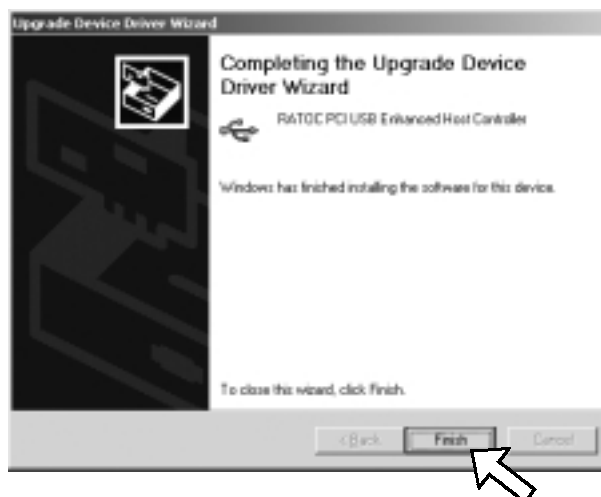 Upgrade Device Driver Wizard
Completing the Upgrade Device
Driver Wizard
RATOC PCI USB Enhanced Host Controller
Windows has finished installing the software for this device.
To close this wizard, click Finish.
< Back
Finish
Cancel